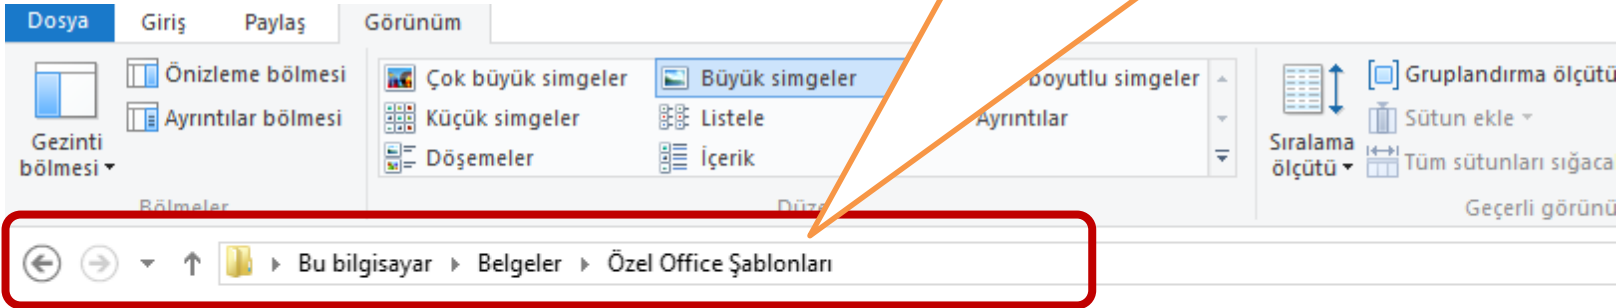 Dosya Giriş Paylaş Görünüm
Önizleme bölmesi
Ayrıntılar bölmesi
Gezinti
bölmesi
Bölmeler
Çok büyük simgeler Büyük simgeler boyutlu simgeler
Küçük simgeler Listele Ayrıntılar
Döşemeler İçerik
Gruplandırma ölçütü
Sütun ekle
Tüm sütunları sığaca
Sıralama
ölçütü
Geçerli görünü
Bu bilgisayar Belgeler Özel Office Şablonları